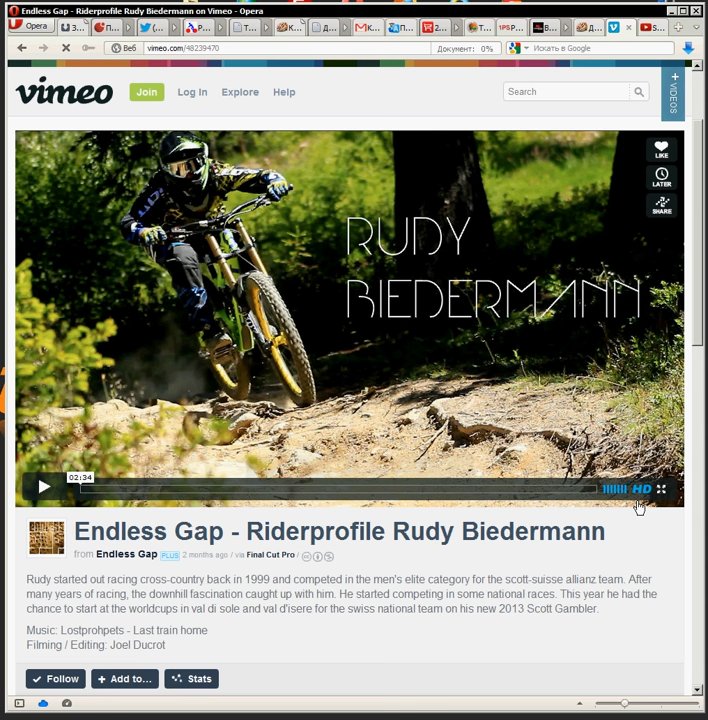 Endless Gap - Riderprofile Rudy Biedermann on Vimeo - Opera
Opera
Веб
vimeo.com/48239470
Документ: 0%
Искать в Google
vimeo
Join
Log In
Explore
Help
Search
+ VIDEOS
LIKE
LATER
SHARE
RUDY
BIEDERMANN
02:34
HD
Endless Gap - Riderprofile Rudy Biedermann
from Endless Gap PLUS 2 months ago / via Final Cut Pro /
Rudy started out racing cross-country back in 1999 and competed in the men's elite category for the scott-suisse allianz team. After
many years of racing, the downhill fascination caught up with him. He started competing in some national races. This year he had the
chance to start at the worldcups in val di sole and val d'isere for the swiss national team on his new 2013 Scott Gambler.
Music: Lostprohpets - Last train home
Filming / Editing: Joel Ducrot
Follow
+ Add to...
Stats